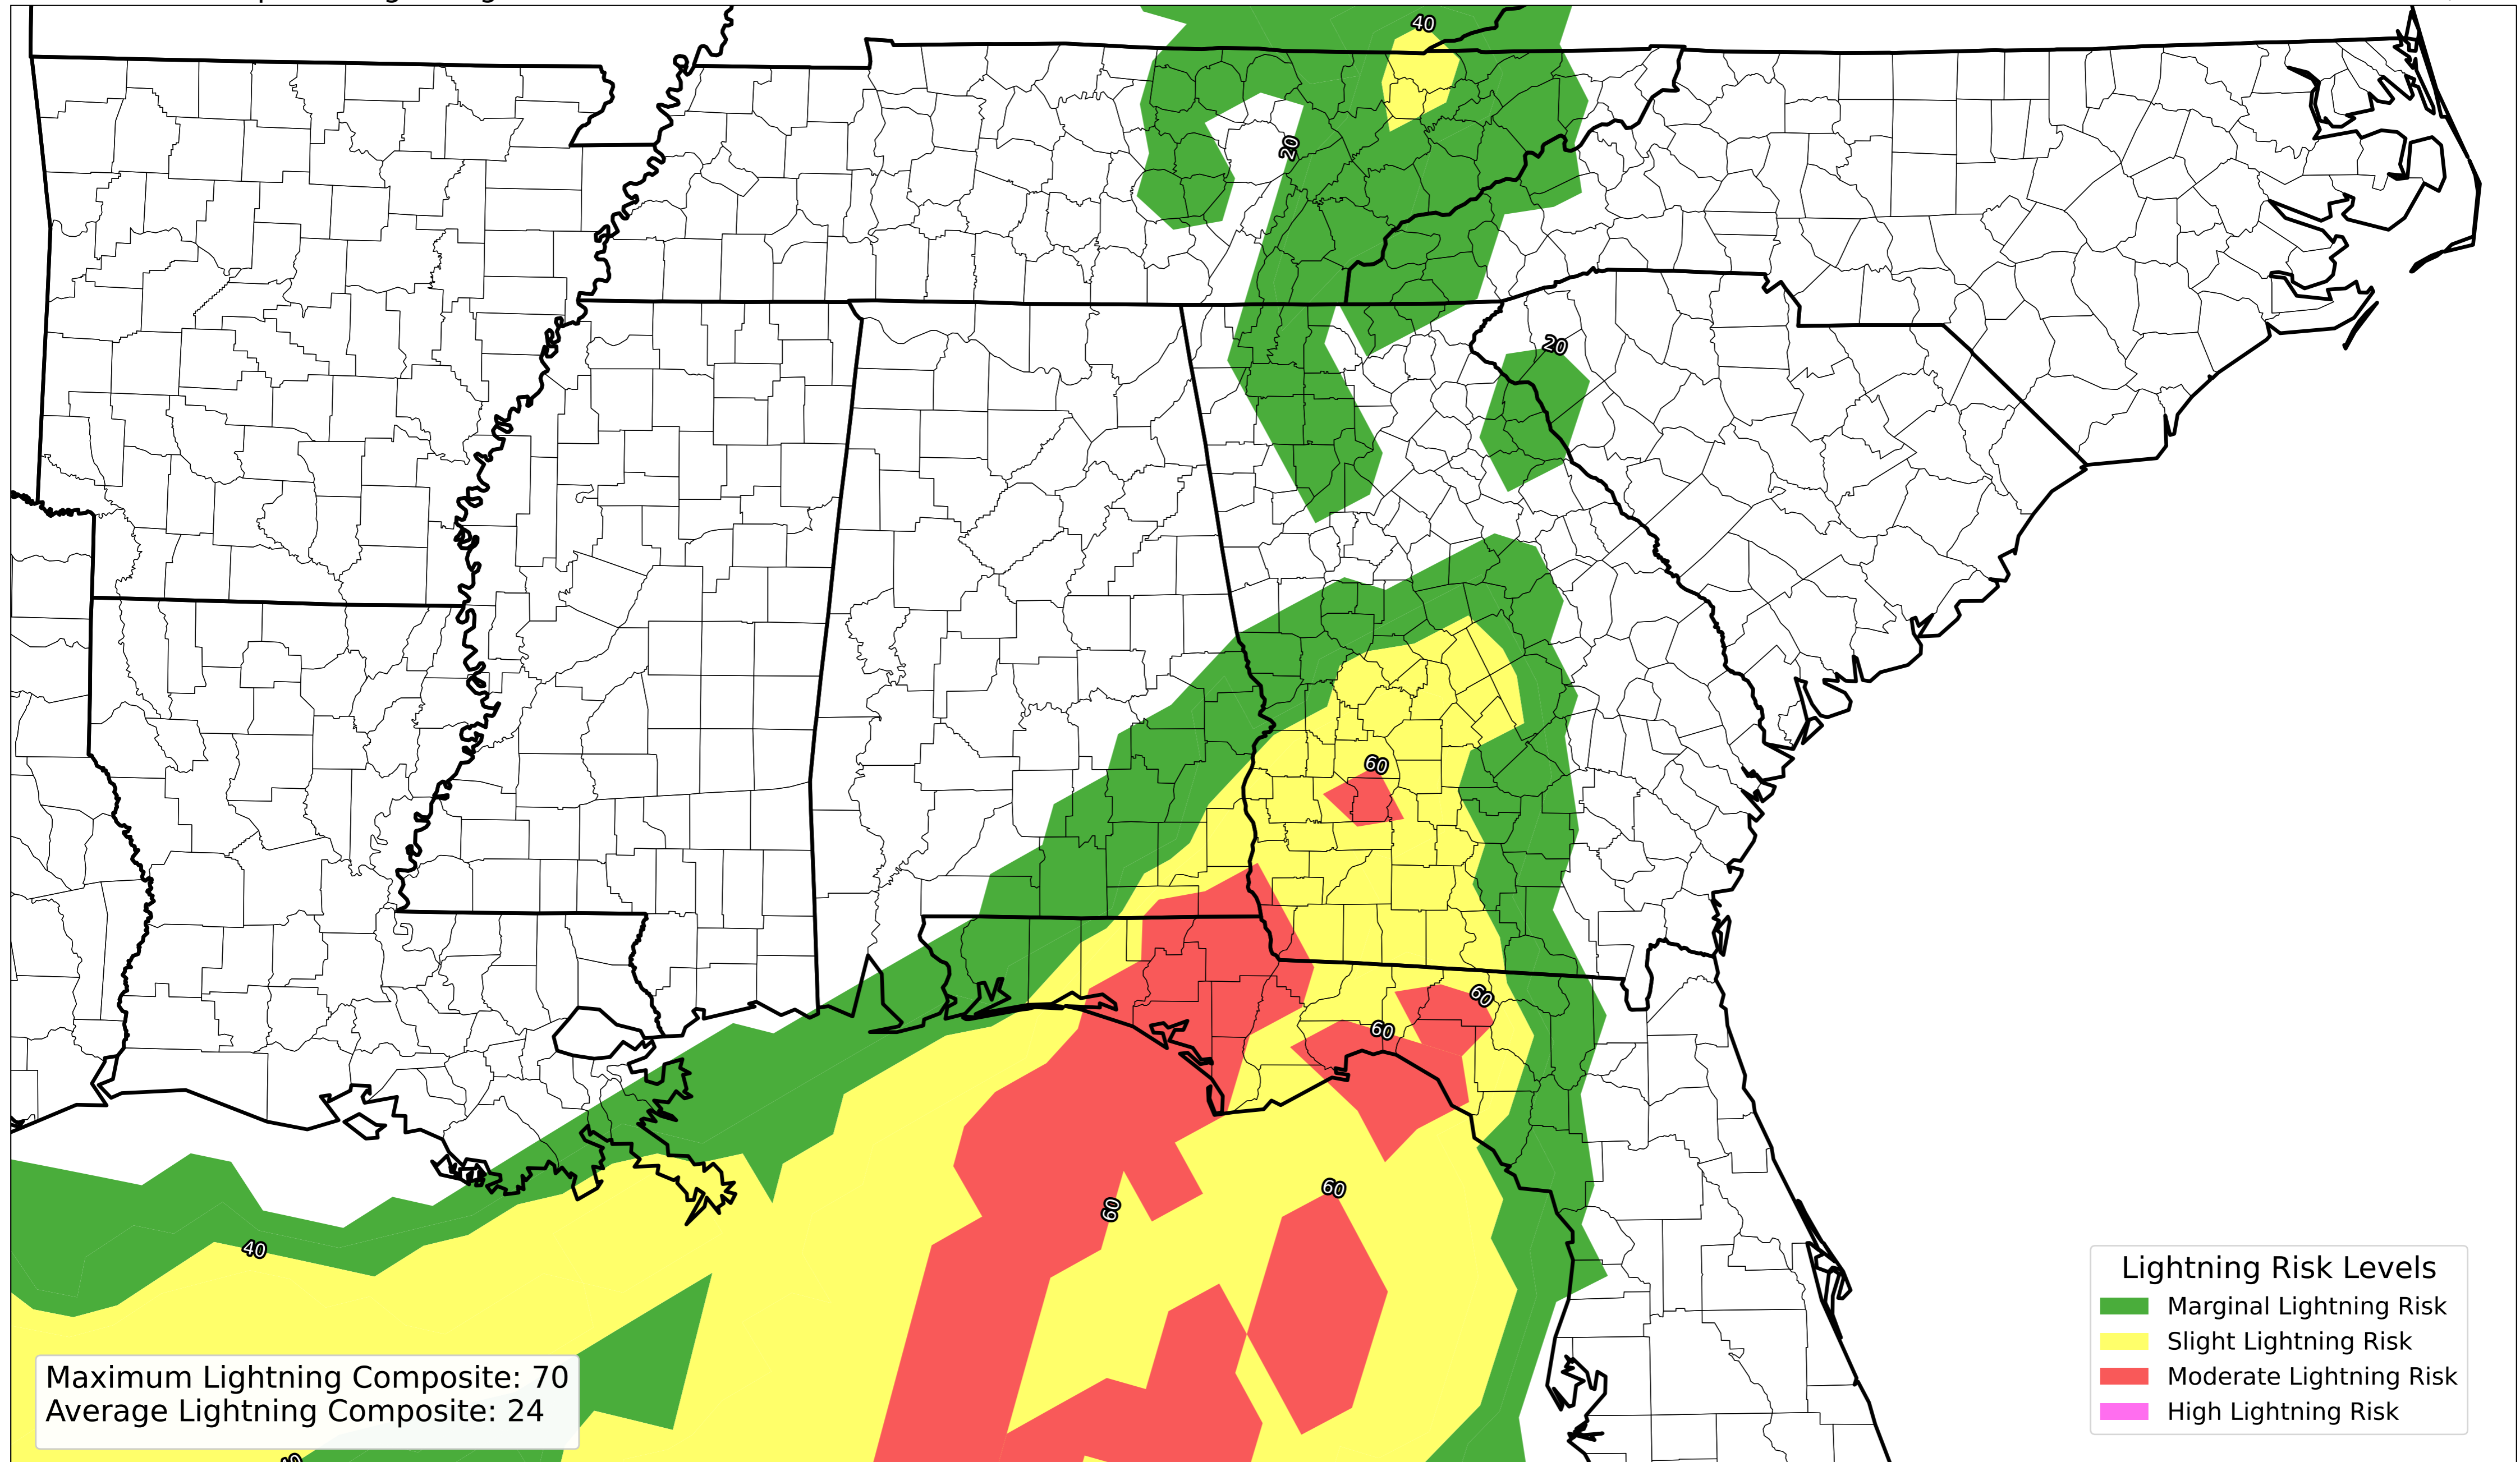 40
20
20
60
60
60
60
60
40
Lightning Risk Levels
Marginal Lightning Risk
Slight Lightning Risk
Moderate Lightning Risk
High Lightning Risk
Maximum Lightning Composite: 70
Average Lightning Composite: 24